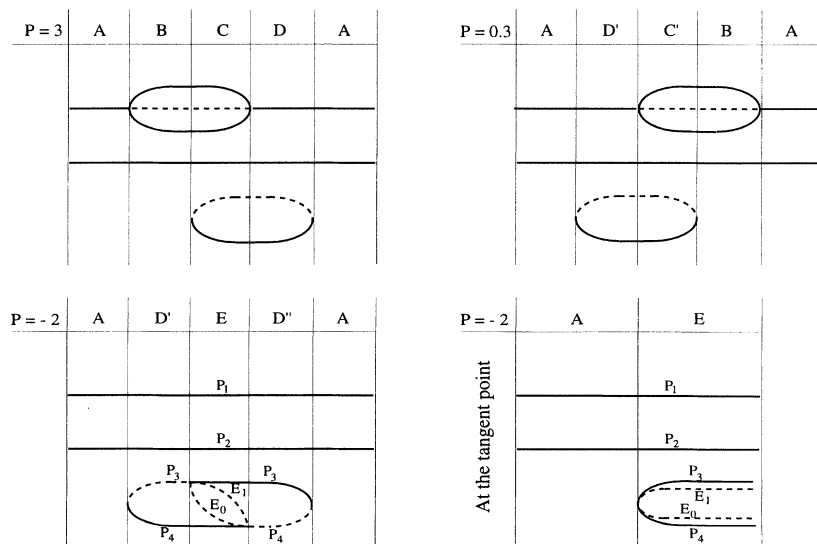 P = 3 A B C D A
P = 0.3 A D' C' B A
P = - 2 A D' E D" A
P1
P2
P3 P3
E1
E0
P4 P4
P = - 2 A E
At the tangent point
P1
P2
P3
E1
E0
P4